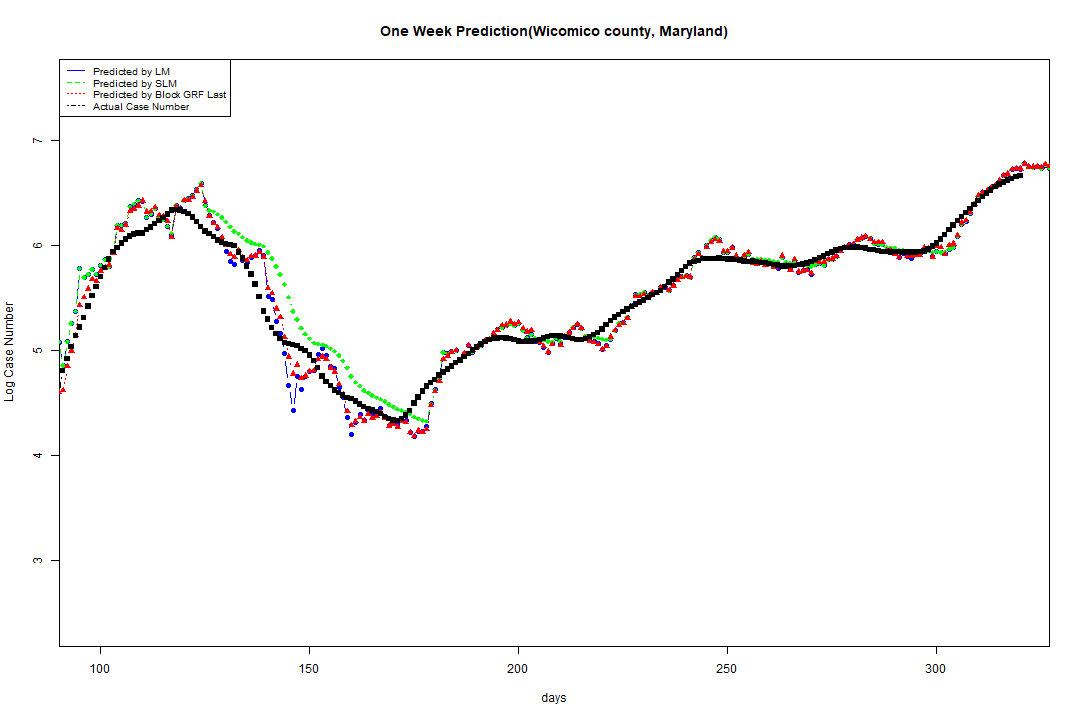 One Week Prediction(Wicomico county, Maryland)
Predicted by LM
Predicted by SLM
Predicted by Block GRF Last
Actual Case Number
Log Case Number
7
6
5
4
3
100 150 200 250 300
days